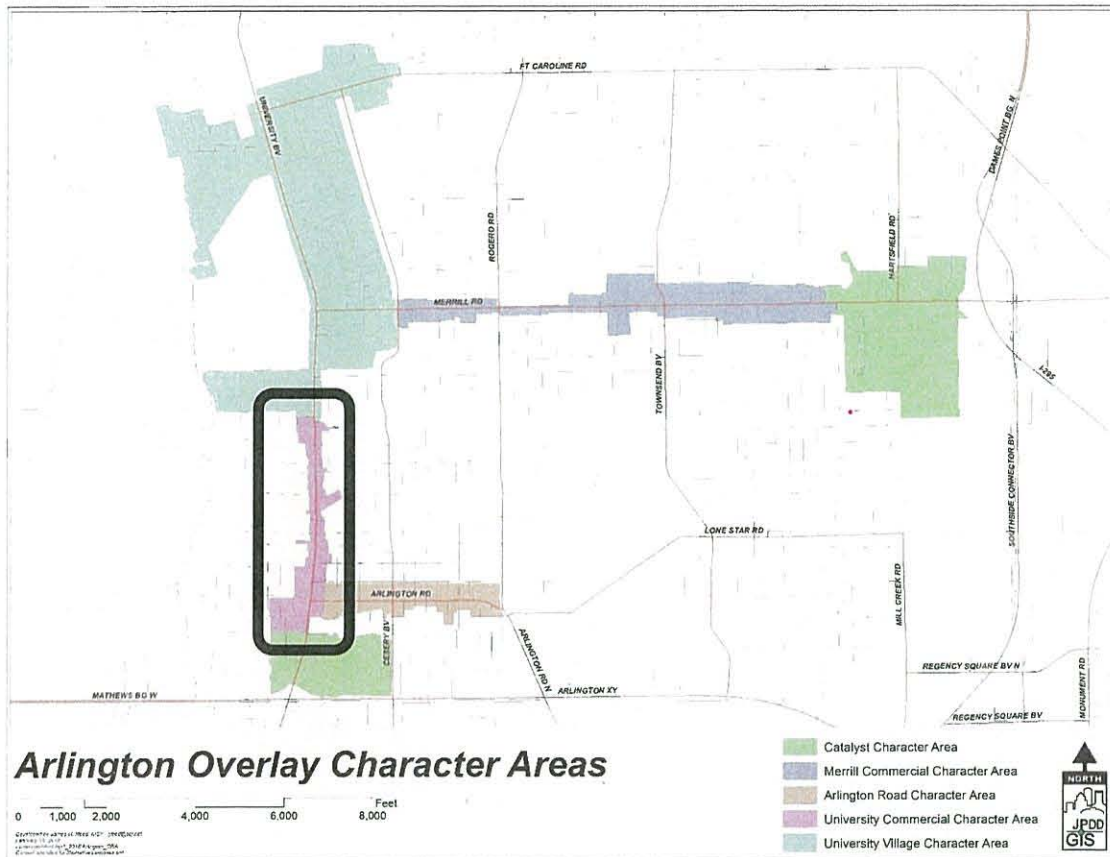 FT CAROLINE RD
UNIVERSITY BV
DAMES POINT BG N
ROGERO RD
HARTSFIELD RD
MERRILL RD
TOWNSEND BV
I-295
SOUTHSIDE CONNECTOR BV
LONE STAR RD
MILL CREEK RD
ARLINGTON RD
CESERY BV
ARLINGTON RD N
REGENCY SQUARE BV N
MONUMENT RD
MATHEWS BG W
ARLINGTON XY
REGENCY SQUARE BV
Arlington Overlay Character Areas
Feet
0 1,000 2,000 4,000 6,000 8,000
Catalyst Character Area
Merrill Commercial Character Area
Arlington Road Character Area
University Commercial Character Area
University Village Character Area
NORTH
JPDD
GIS